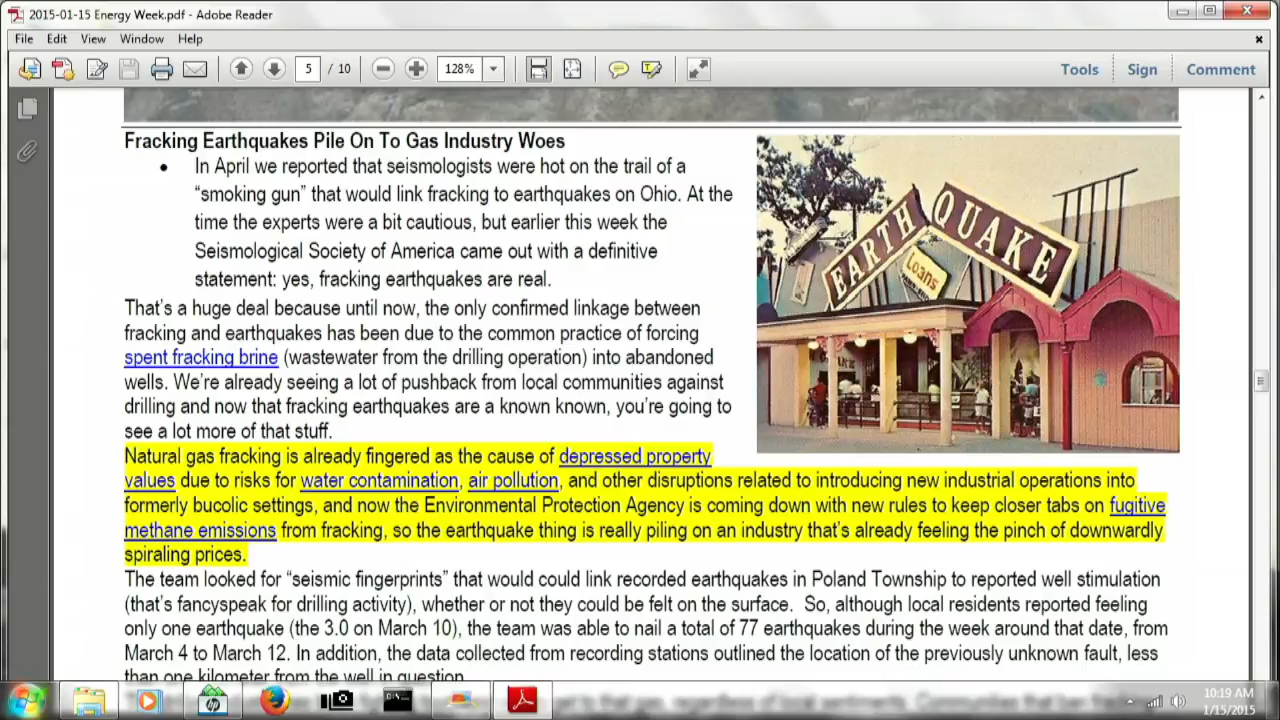 2015-01-15 Energy Week.pdf - Adobe Reader
File Edit View Window Help
5 / 10 128% Tools Sign Comment
Fracking Earthquakes Pile On To Gas Industry Woes
• In April we reported that seismologists were hot on the trail of a
“smoking gun” that would link fracking to earthquakes on Ohio. At the
time the experts were a bit cautious, but earlier this week the
Seismological Society of America came out with a definitive
statement: yes, fracking earthquakes are real.
EARTH QUAKE
Loans
That’s a huge deal because until now, the only confirmed linkage between
fracking and earthquakes has been due to the common practice of forcing
spent fracking brine (wastewater from the drilling operation) into abandoned
wells. We’re already seeing a lot of pushback from local communities against
drilling and now that fracking earthquakes are a known known, you’re going to
see a lot more of that stuff.
Natural gas fracking is already fingered as the cause of depressed property
values due to risks for water contamination, air pollution, and other disruptions related to introducing new industrial operations into
formerly bucolic settings, and now the Environmental Protection Agency is coming down with new rules to keep closer tabs on fugitive
methane emissions from fracking, so the earthquake thing is really piling on an industry that’s already feeling the pinch of downwardly
spiraling prices.
The team looked for “seismic fingerprints” that would could link recorded earthquakes in Poland Township to reported well stimulation
(that’s fancyspeak for drilling activity), whether or not they could be felt on the surface. So, although local residents reported feeling
only one earthquake (the 3.0 on March 10), the team was able to nail a total of 77 earthquakes during the week around that date, from
March 4 to March 12. In addition, the data collected from recording stations outlined the location of the previously unknown fault, less
than one kilometer from the well in question.
hp
10:19 AM
1/15/2015